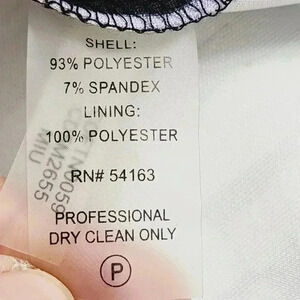 SHELL:
93% POLYESTER
7% SPANDEX
LINING:
100% POLYESTER
RN# 54163
PROFESSIONAL
DRY CLEAN ONLY
P